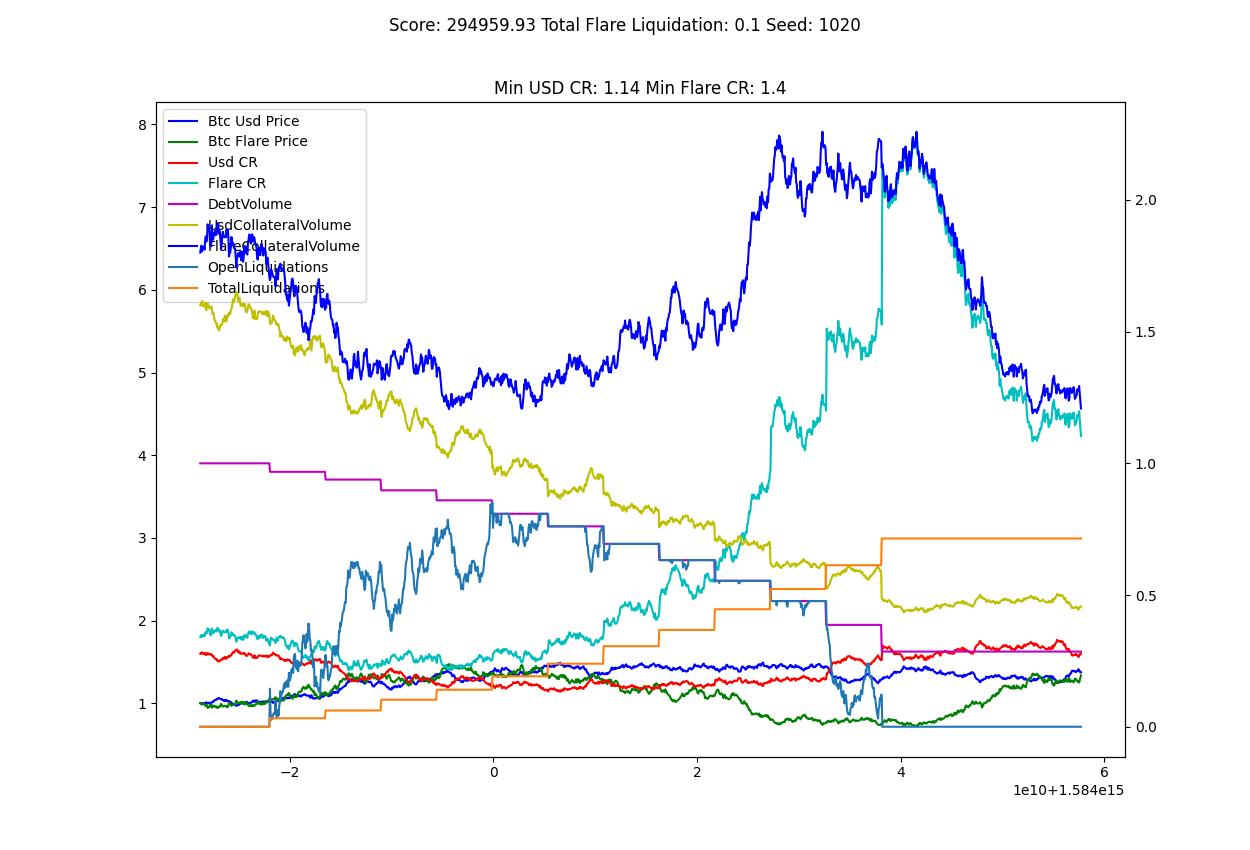 Score: 294959.93 Total Flare Liquidation: 0.1 Seed: 1020
Min USD CR: 1.14 Min Flare CR: 1.4
Btc Usd Price
Btc Flare Price
Usd CR
Flare CR
DebtVolume
UsdCollateralVolume
FlareCollateralVolume
OpenLiquidations
TotalLiquidations
8
7
6
5
4
3
2
1
2.0
1.5
1.0
0.5
0.0
−2 0 2 4 6
1e10+1.584e15